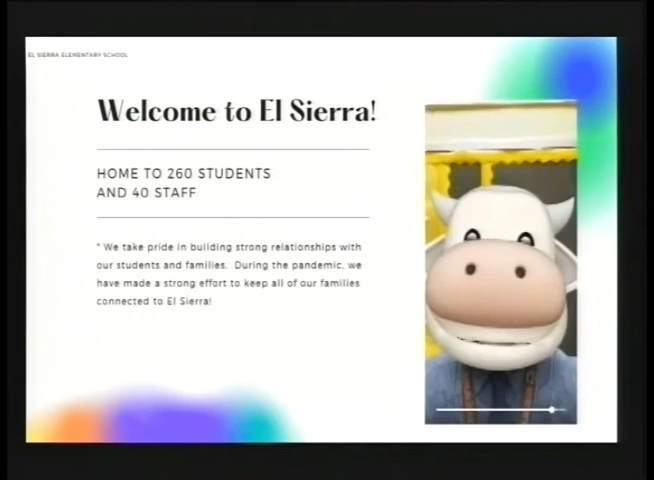 EL SIERRA ELEMENTARY SCHOOL
Welcome to El Sierra!
HOME TO 260 STUDENTS
AND 40 STAFF
* We take pride in building strong relationships with
our students and families. During the pandemic, we
have made a strong effort to keep all of our families
connected to El Sierra!